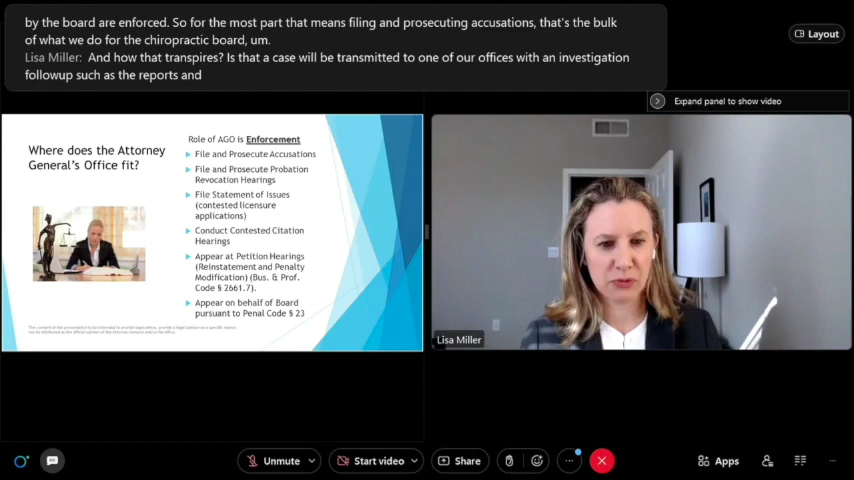 by the board are enforced. So for the most part that means filing and prosecuting accusations, that's the bulk
of what we do for the chiropractic board, um.
Lisa Miller: And how that transpires? Is that a case will be transmitted to one of our offices with an investigation
followup such as the reports and
Layout
Expand panel to show video
Where does the Attorney
General's Office fit?
Role of AGO is Enforcement
File and Prosecute Accusations
File and Prosecute Probation
Revocation Hearings
File Statement of Issues
(contested licensure
applications)
Conduct Contested Citation
Hearings
Appear at Petition Hearings
(Reinstatement and Penalty
Modification) (Bus. & Prof.
Code § 2661.7).
Appear on behalf of Board
pursuant to Penal Code § 23
Lisa Miller
Unmute
Start video
Share
Apps